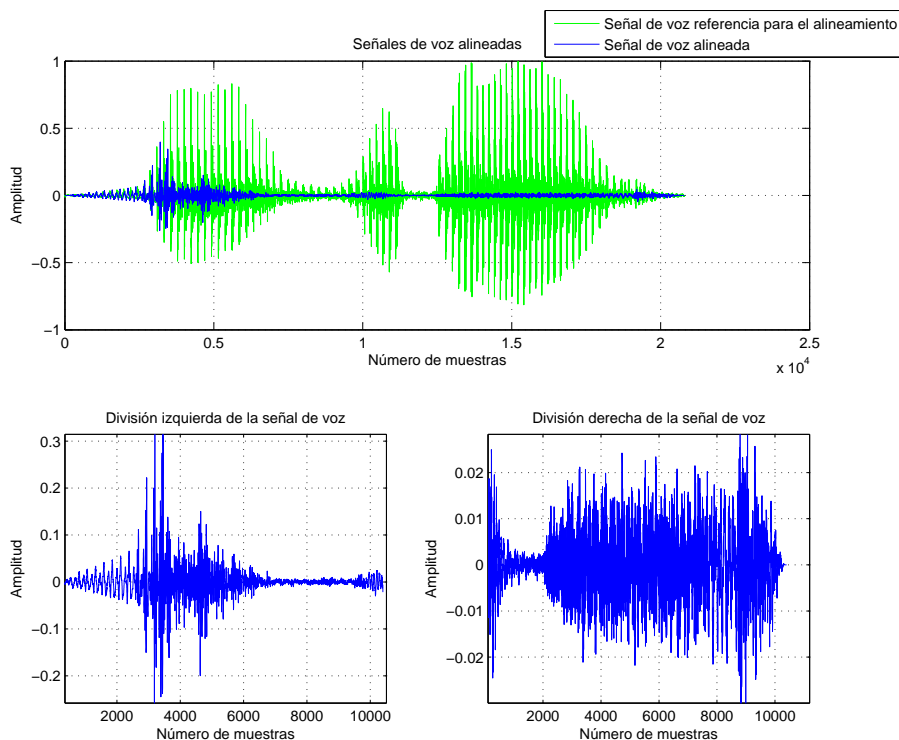 Señal de voz referencia para el alineamiento
Señal de voz alineada
Señales de voz alineadas
1
0.5
0
−0.5
−1
Amplitud
0 0.5 1 1.5 2 2.5
Número de muestras
x 10⁴
División izquierda de la señal de voz
0.3
0.2
0.1
0
−0.1
−0.2
Amplitud
2000 4000 6000 8000 10000
Número de muestras
División derecha de la señal de voz
0.02
0.01
0
−0.01
−0.02
Amplitud
2000 4000 6000 8000 10000
Número de muestras